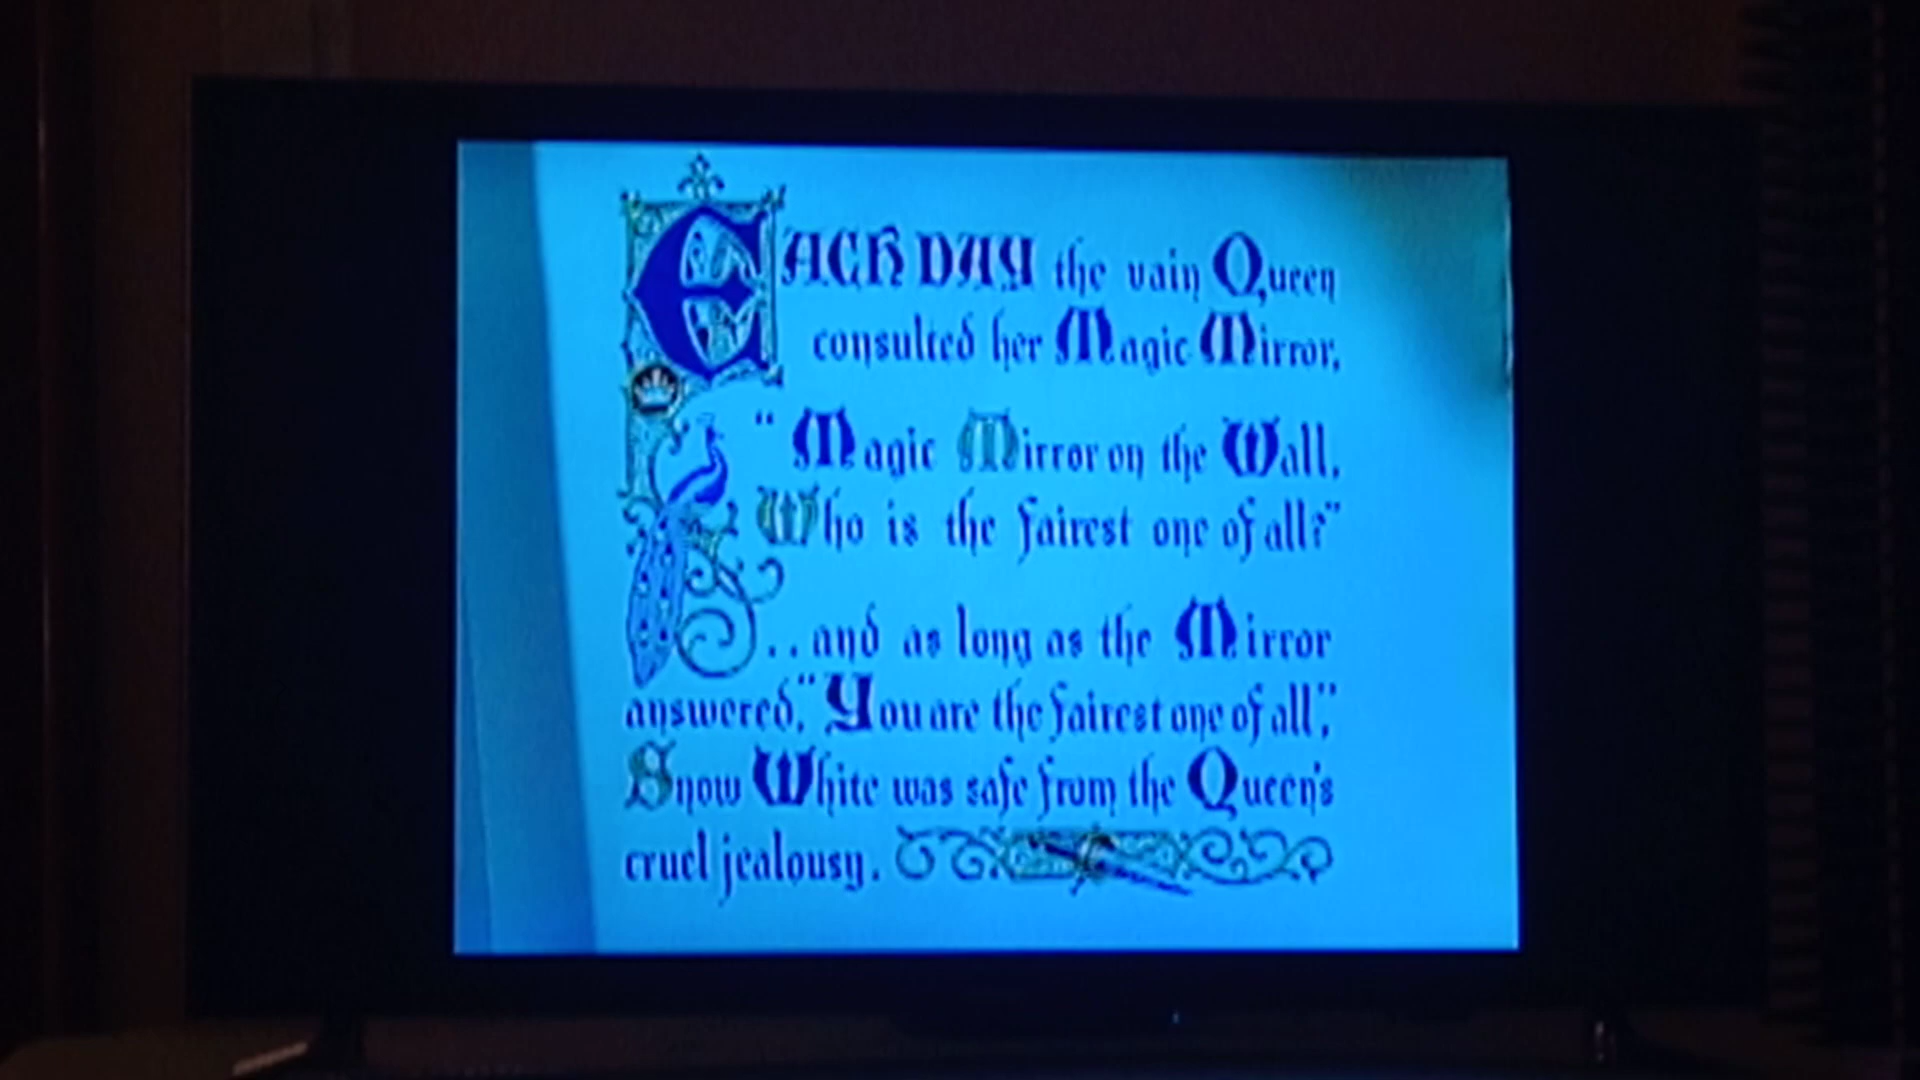 EACH DAY the vain Queen
consulted her Magic Mirror,
"Magic Mirror on the Wall,
Who is the fairest one of all?"
..and as long as the Mirror
answered, "You are the fairest one of all",
Snow White was safe from the Queen's
cruel jealousy.